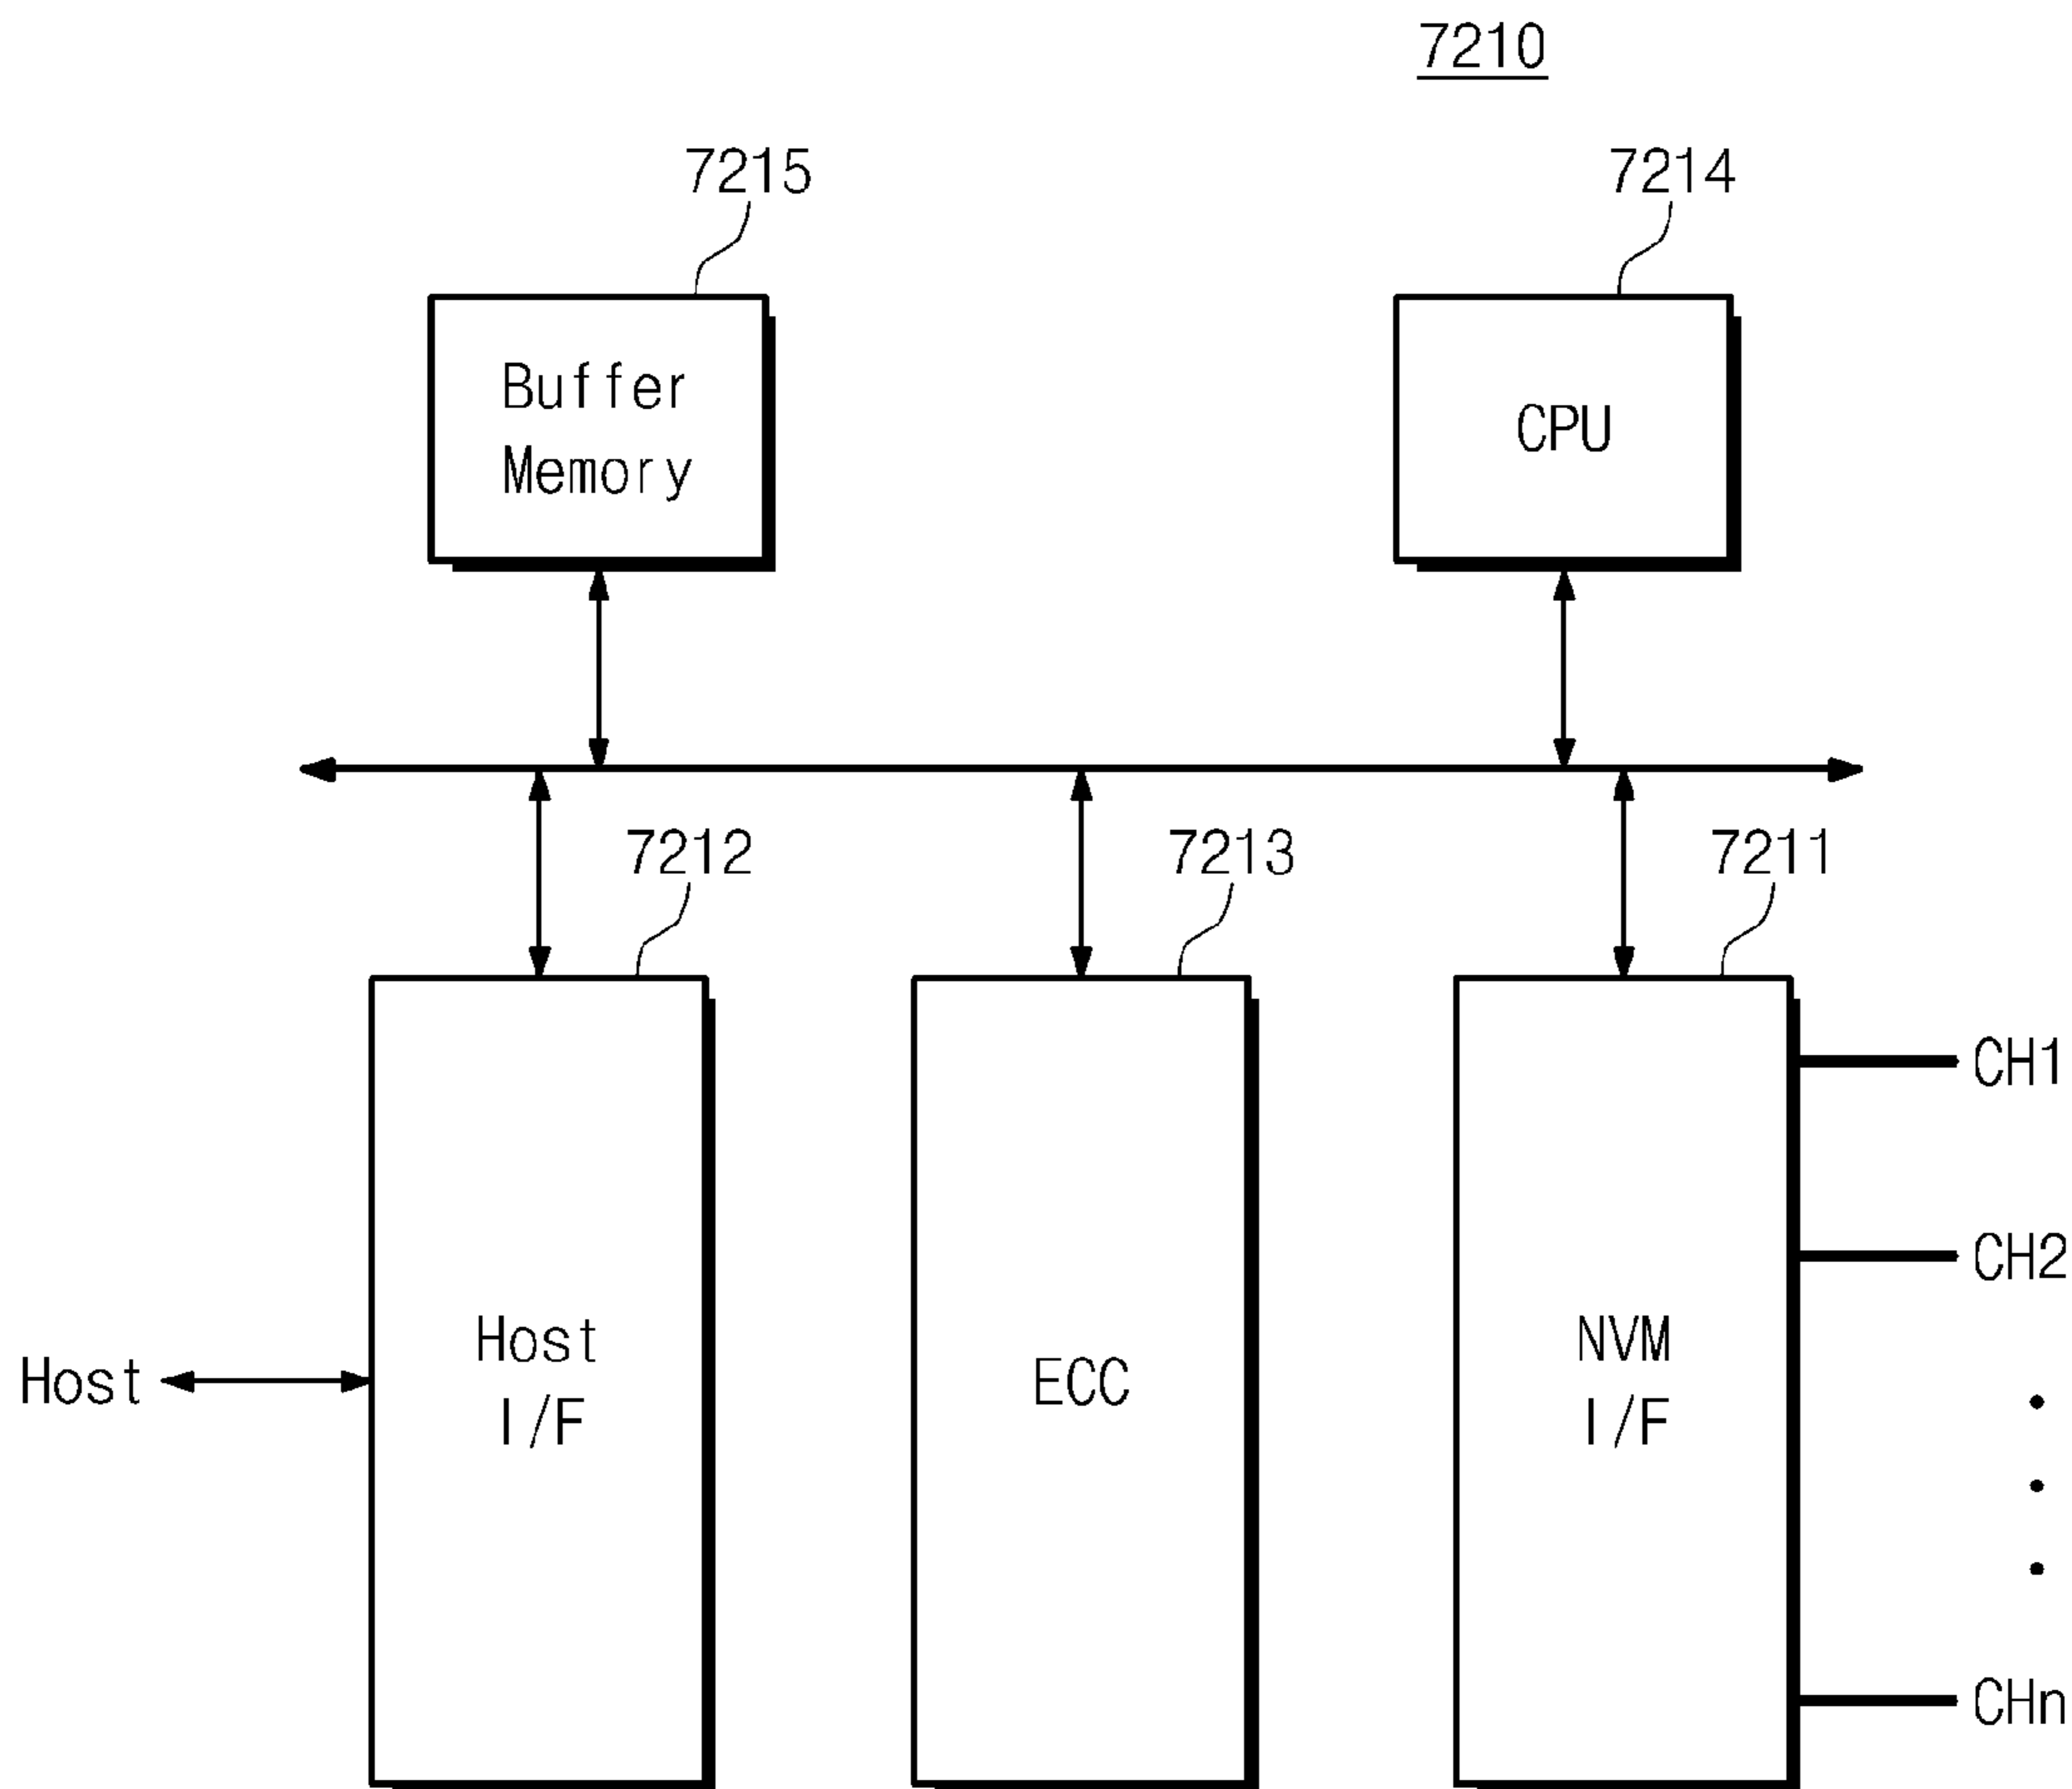 7210
7215
7214
Buffer
Memory
CPU
7212
7213
7211
CH1
CH2
Host
Host
I/F
ECC
NVM
I/F
CHn